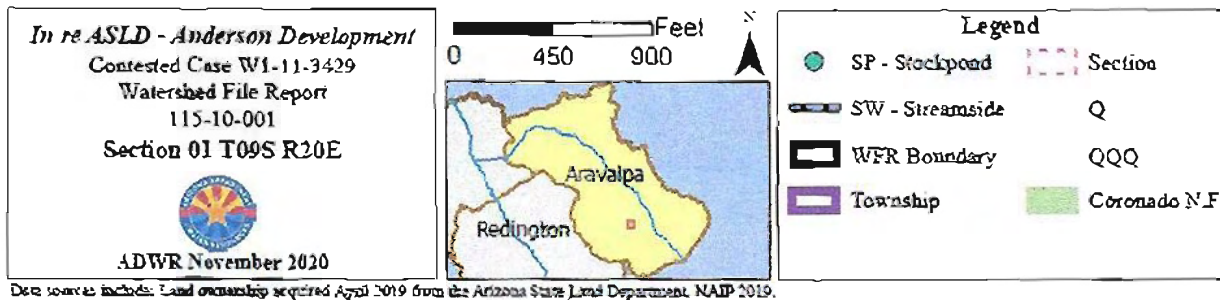 In re ASLD - Anderson Development
Contested Case W1-11-3429
Watershed File Report
115-10-001
Section 01 T09S R20E
ADWR November 2020
Feet
0 450 900
N
Aravaipa
Redington
Legend
SP - Stockpond
Section
SW - Streamside
Q
WFR Boundary
QQQ
Township
Coronado N.F
Data sources include: Land ownership acquired April 2019 from the Arizona State Land Department, NAIP 2019.